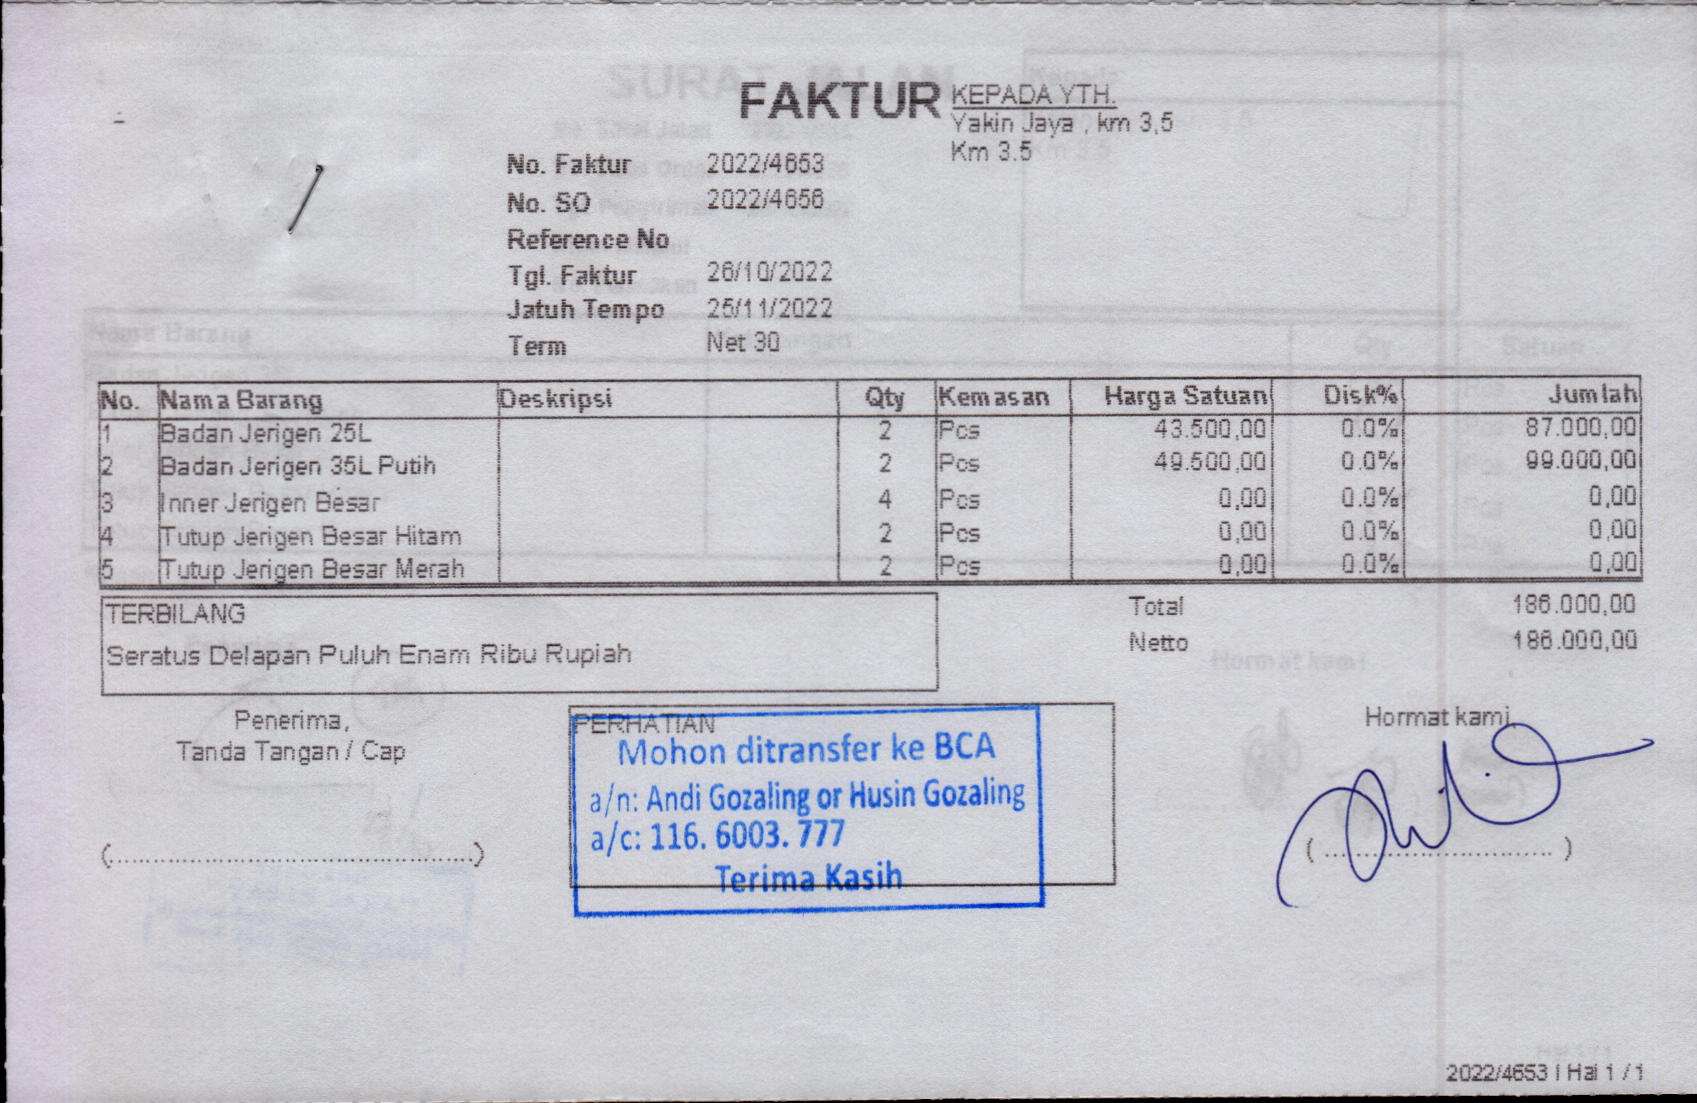 FAKTUR
KEPADA YTH.
Yakin Jaya , km 3,5
Km 3.5
No. Faktur 2022/4653
No. SO 2022/4656
Reference No
Tgl. Faktur 26/10/2022
Jatuh Tempo 25/11/2022
Term Net 30
No. Nama Barang Deskripsi Qty Kemasan Harga Satuan Disk% Jumlah
1 Badan Jerigen 25L 2 Pcs 43.500,00 0.0% 87.000,00
2 Badan Jerigen 35L Putih 2 Pcs 49.500,00 0.0% 99.000,00
3 Inner Jerigen Besar 4 Pcs 0,00 0.0% 0,00
4 Tutup Jerigen Besar Hitam 2 Pcs 0,00 0.0% 0,00
5 Tutup Jerigen Besar Merah 2 Pcs 0,00 0.0% 0,00
TERBILANG
Seratus Delapan Puluh Enam Ribu Rupiah
Total 186.000,00
Netto 186.000,00
Penerima,
Tanda Tangan / Cap
PERHATIAN
Mohon ditransfer ke BCA
a/n: Andi Gozaling or Husin Gozaling
a/c: 116. 6003. 777
Terima Kasih
Hormat kami,
2022/4653 | Hal 1 / 1